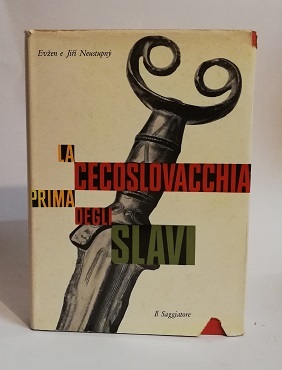 Evžen e Jiří Neustupný
LA
CECOSLOVACCHIA
PRIMA
DEGLI
SLAVI
Il Saggiatore